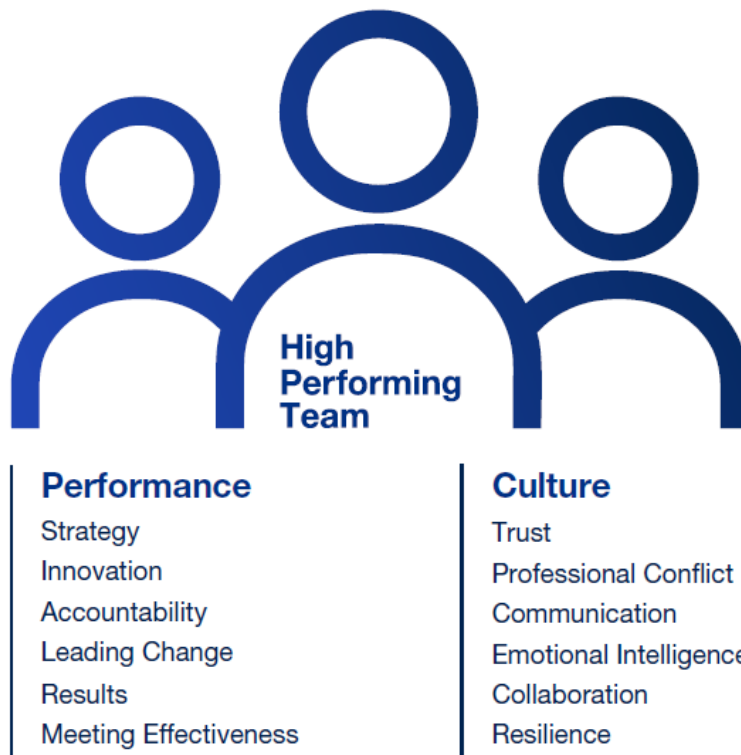 High
Performing
Team
Performance
Strategy
Innovation
Accountability
Leading Change
Results
Meeting Effectiveness
Culture
Trust
Professional Conflict
Communication
Emotional Intelligence
Collaboration
Resilience